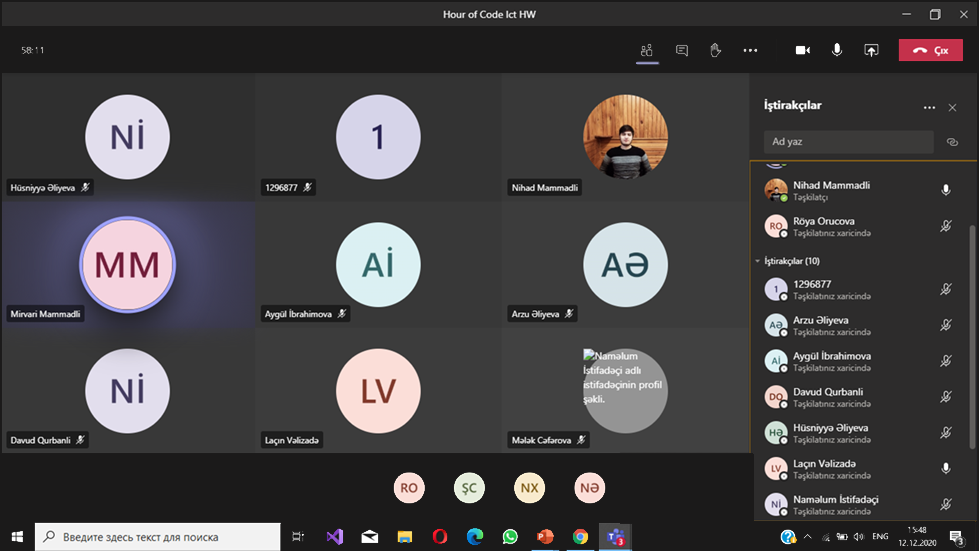 Hour of Code Ict HW
58:11
Çıx
Nİ
Hüsniyyə Əliyeva
1
1296877
Nihad Mammadli
MM
Mirvari Mammadli
Aİ
Aygül İbrahimova
AƏ
Arzu Əliyeva
Nİ
Davud Qurbanli
LV
Laçın Vəlizadə
Naməlum
İstifadəçi adlı
istifadəçinin profil
şəkli.
Mələk Cəfərova
RO
ŞC
NX
NƏ
İştirakçılar
Ad yaz
Nihad Mammadli
Təşkilatçı
RO
Röya Orucova
Təşkilatınız xaricində
İştirakçılar (10)
1
1296877
Təşkilatınız xaricində
AƏ
Arzu Əliyeva
Təşkilatınız xaricində
Aİ
Aygül İbrahimova
Təşkilatınız xaricində
DQ
Davud Qurbanli
Təşkilatınız xaricində
HƏ
Hüsniyyə Əliyeva
Təşkilatınız xaricində
LV
Laçın Vəlizadə
Təşkilatınız xaricində
Nİ
Naməlum İstifadəçi
Təşkilatınız xaricində
Введите здесь текст для поиска
3
ENG
15:48
12.12.2020
3